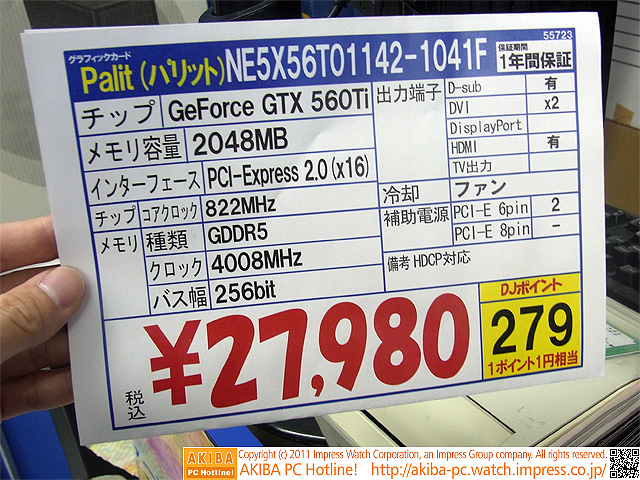 55723
グラフィックカード
Palit (パリット) NE5X56T01142-1041F
保証期間
1年間保証
チップ GeForce GTX 560Ti
メモリ容量 2048MB
インターフェース PCI-Express 2.0 (x16)
チップ コアクロック 822MHz
メモリ 種類 GDDR5
クロック 4008MHz
バス幅 256bit
出力端子 D-sub 有
DVI x2
DisplayPort
HDMI 有
TV出力
冷却 ファン
補助電源 PCI-E 6pin 2
PCI-E 8pin -
備考 HDCP対応
税込
¥27,980
DJポイント
279
1ポイント1円相当
AKIBA
PC Hotline!
Copyright (c) 2011 Impress Watch Corporation, an Impress Group company. All rights reserved.
AKIBA PC Hotline! http://akiba-pc.watch.impress.co.jp/